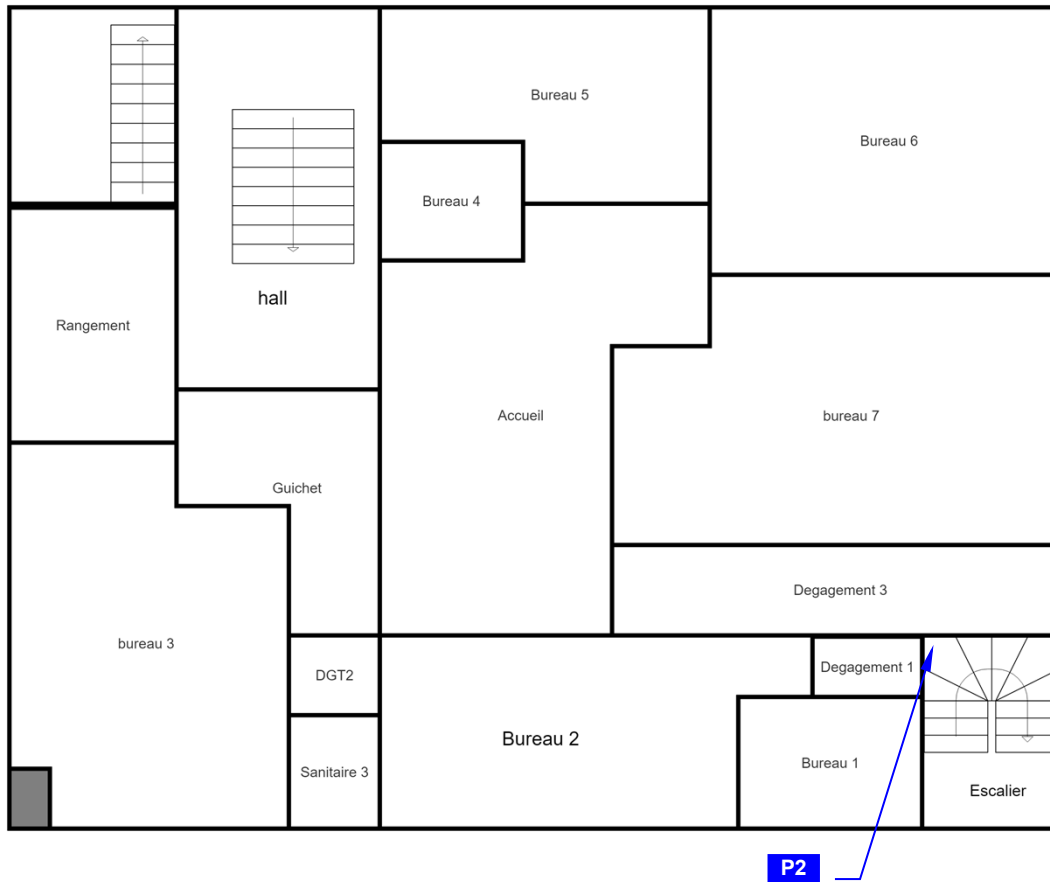 Bureau 5
Bureau 6
Bureau 4
hall
Rangement
Accueil
bureau 7
Guichet
Degagement 3
bureau 3
DGT2
Degagement 1
Bureau 2
Bureau 1
Sanitaire 3
Escalier
P2